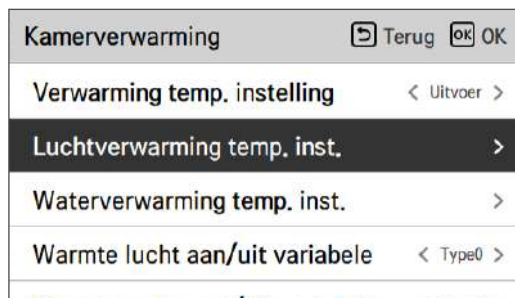 Kamerverwarming Terug OK OK
Verwarming temp. instelling < Uitvoer >
Luchtverwarming temp. inst. >
Waterverwarming temp. inst. >
Warmte lucht aan/uit variabele < Type0 >